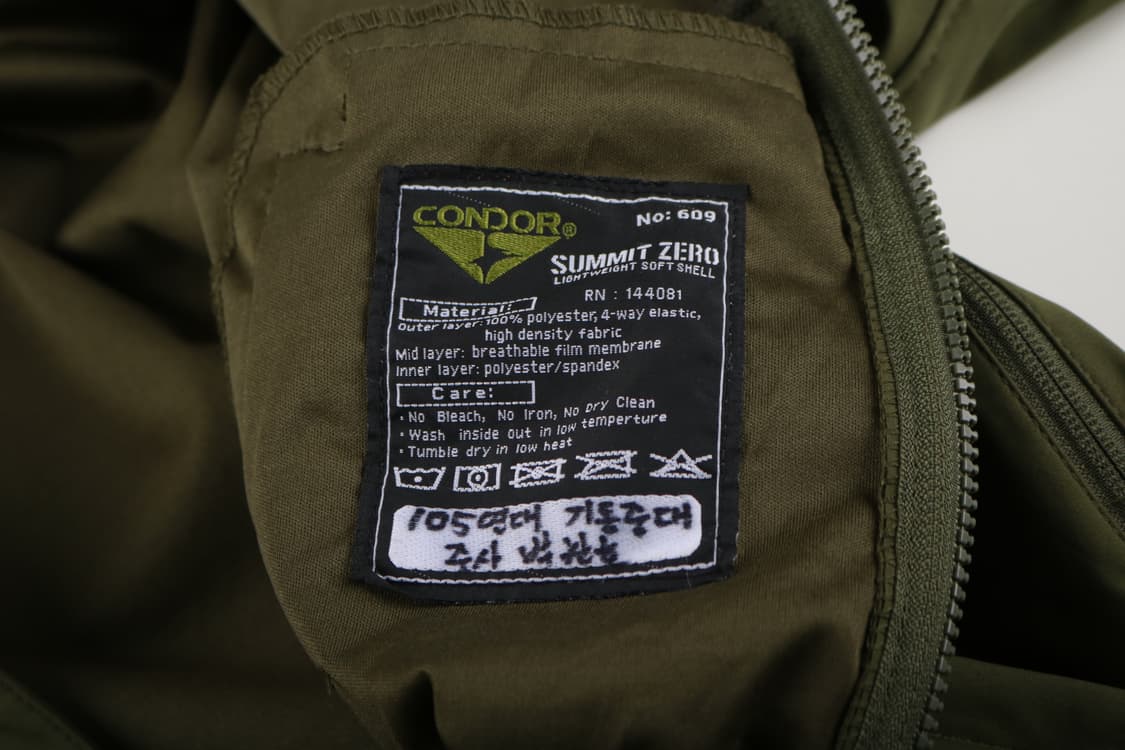 CONDOR®
No: 609
SUMMIT ZERO
LIGHTWEIGHT SOFT SHELL
RN : 144081
Material:
Outer layer: 100% polyester, 4-way elastic,
high density fabric
Mid layer: breathable film membrane
Inner layer: polyester/spandex
Care:
· No Bleach, No Iron, No Dry Clean
· Wash inside out in low temperture
· Tumble dry in low heat
105연대 기동중대